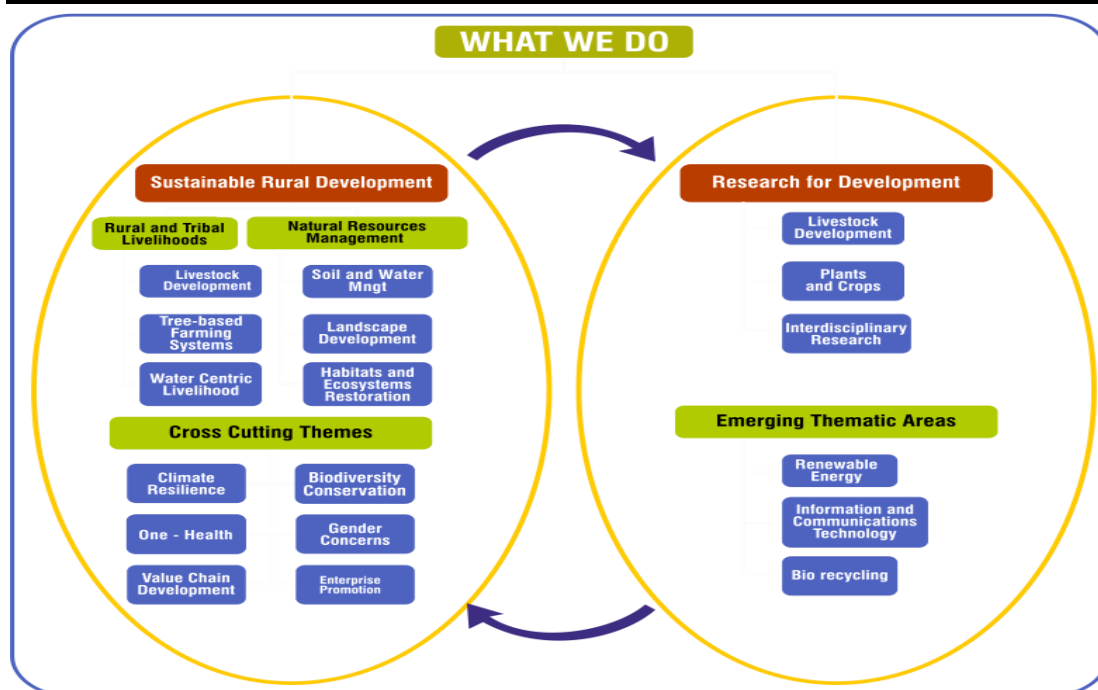 WHAT WE DO
Sustainable Rural Development
Rural and Tribal
Livelihoods
Livestock
Development
Tree-based
Farming
Systems
Water Centric
Livelihood
Natural Resources
Management
Soil and Water
Mngt
Landscape
Development
Habitats and
Ecosystems
Restoration
Cross Cutting Themes
Climate
Resilience
One - Health
Value Chain
Development
Biodiversity
Conservation
Gender
Concerns
Enterprise
Promotion
Research for Development
Livestock
Development
Plants
and Crops
Interdisciplinary
Research
Emerging Thematic Areas
Renewable
Energy
Information and
Communications
Technology
Bio recycling